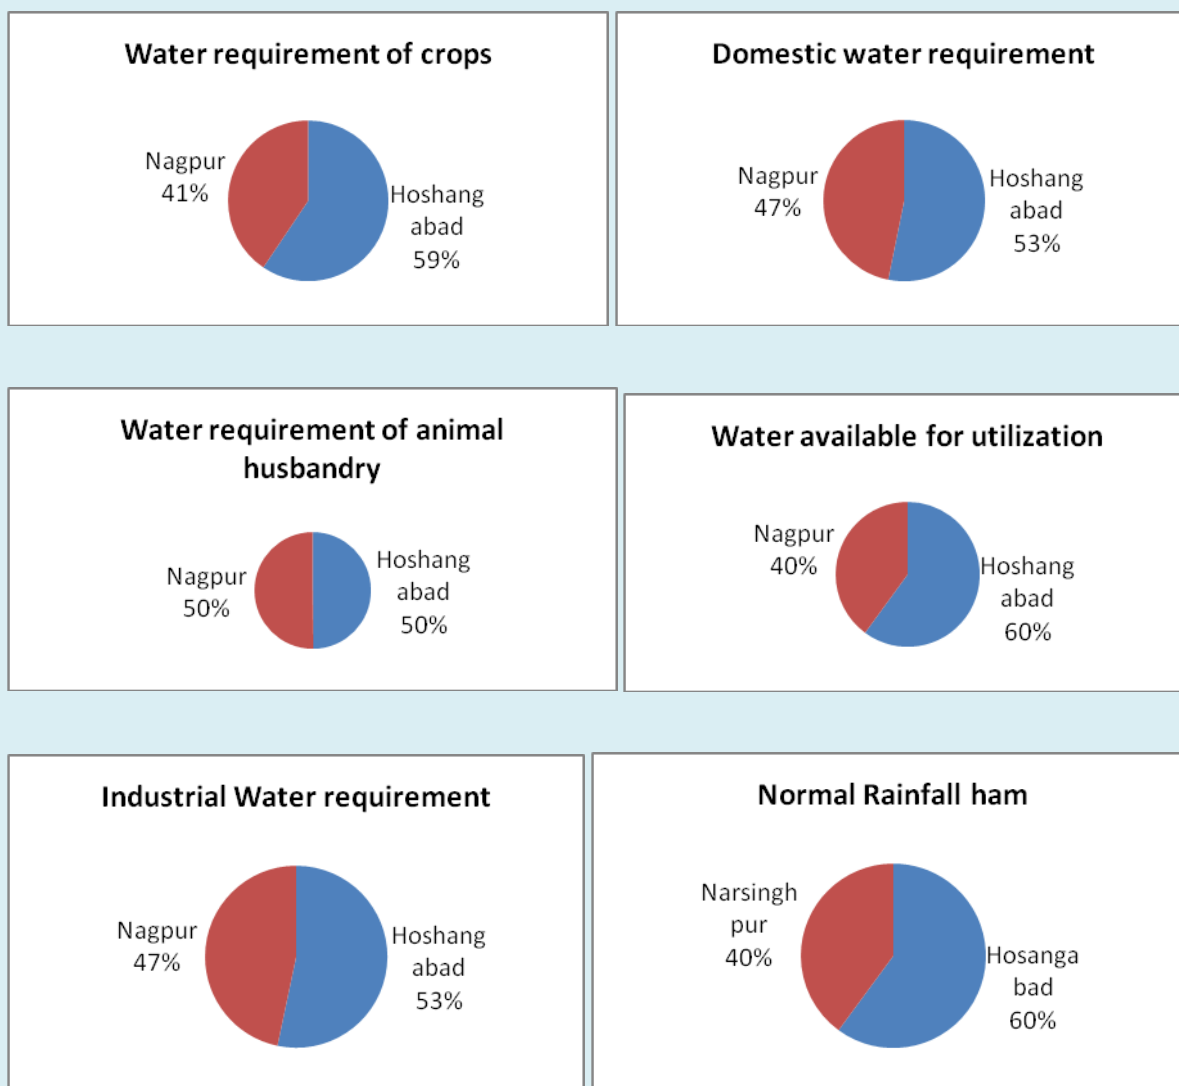 Water requirement of crops
Nagpur
41%
Hoshang
abad
59%
Domestic water requirement
Nagpur
47%
Hoshang
abad
53%
Water requirement of animal
husbandry
Nagpur
50%
Hoshang
abad
50%
Water available for utilization
Nagpur
40%
Hoshang
abad
60%
Industrial Water requirement
Nagpur
47%
Hoshang
abad
53%
Normal Rainfall ham
Narsingh
pur
40%
Hosanga
bad
60%